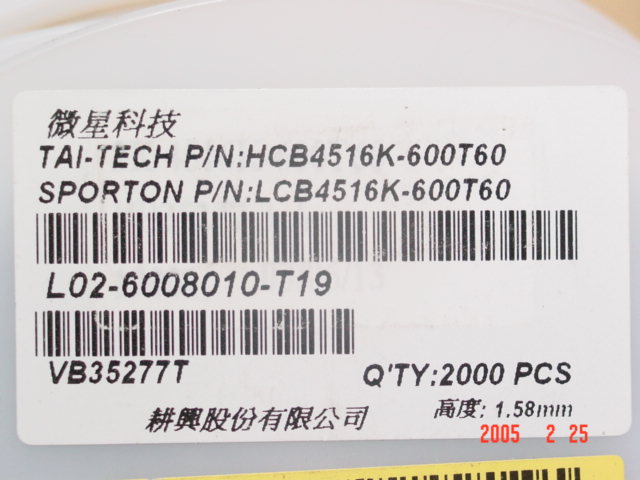 微星科技
TAI-TECH P/N:HCB4516K-600T60
SPORTON P/N:LCB4516K-600T60
L02-6008010-T19
VB35277T
Q'TY:2000 PCS
耕興股份有限公司
高度: 1.58mm
2005 2 25